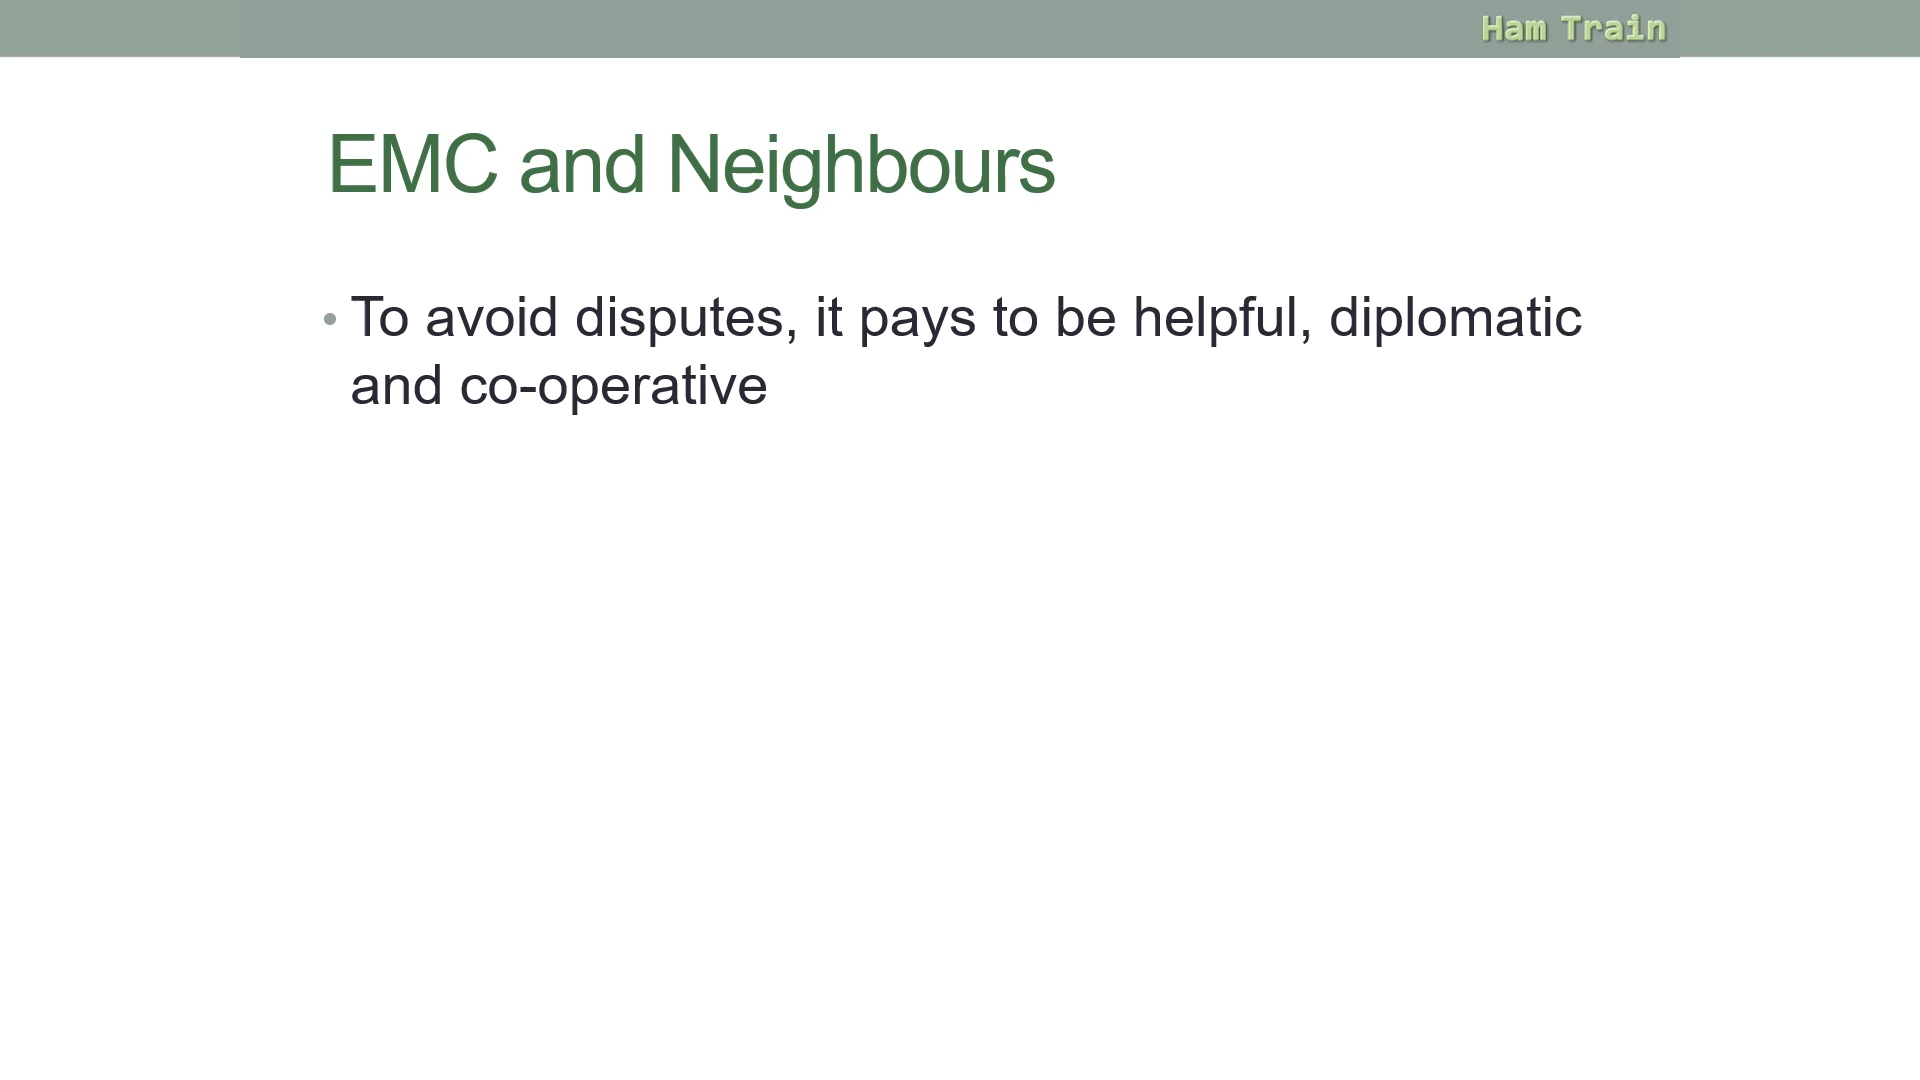 Ham Train
EMC and Neighbours
• To avoid disputes, it pays to be helpful, diplomatic
and co-operative